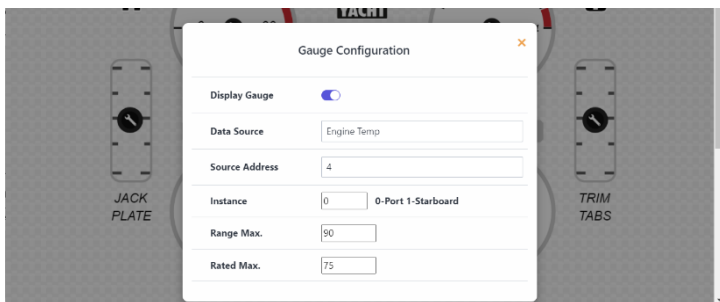 YACHT
Gauge Configuration
×
Display Gauge
Data Source Engine Temp
Source Address 4
Instance 0 0-Port 1-Starboard
Range Max. 90
Rated Max. 75
JACK
PLATE
TRIM
TABS